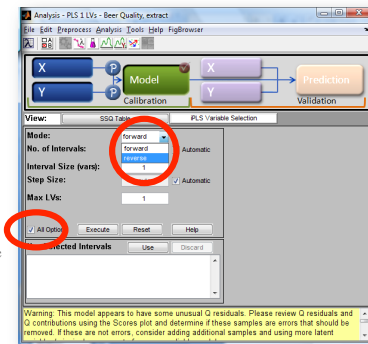 Analysis - PLS 1 LVs - Beer Quality, extract
File Edit Preprocess Analysis Tools Help FigBrowser
X P Model X Prediction
Y P Y
Calibration Validation
View: SSQ Table iPLS Variable Selection
Mode: forward
No. of Intervals: forward Automatic
reverse
Interval Size (vars): 1
Step Size: Automatic
Max LVs: 1
All Option Execute Reset Help
Selected Intervals Use Discard
Warning: This model appears to have some unusual Q residuals. Please review Q residuals and
Q contributions using the Scores plot and determine if these samples are errors that should be
removed. If these are not errors, consider adding additional samples and using more latent